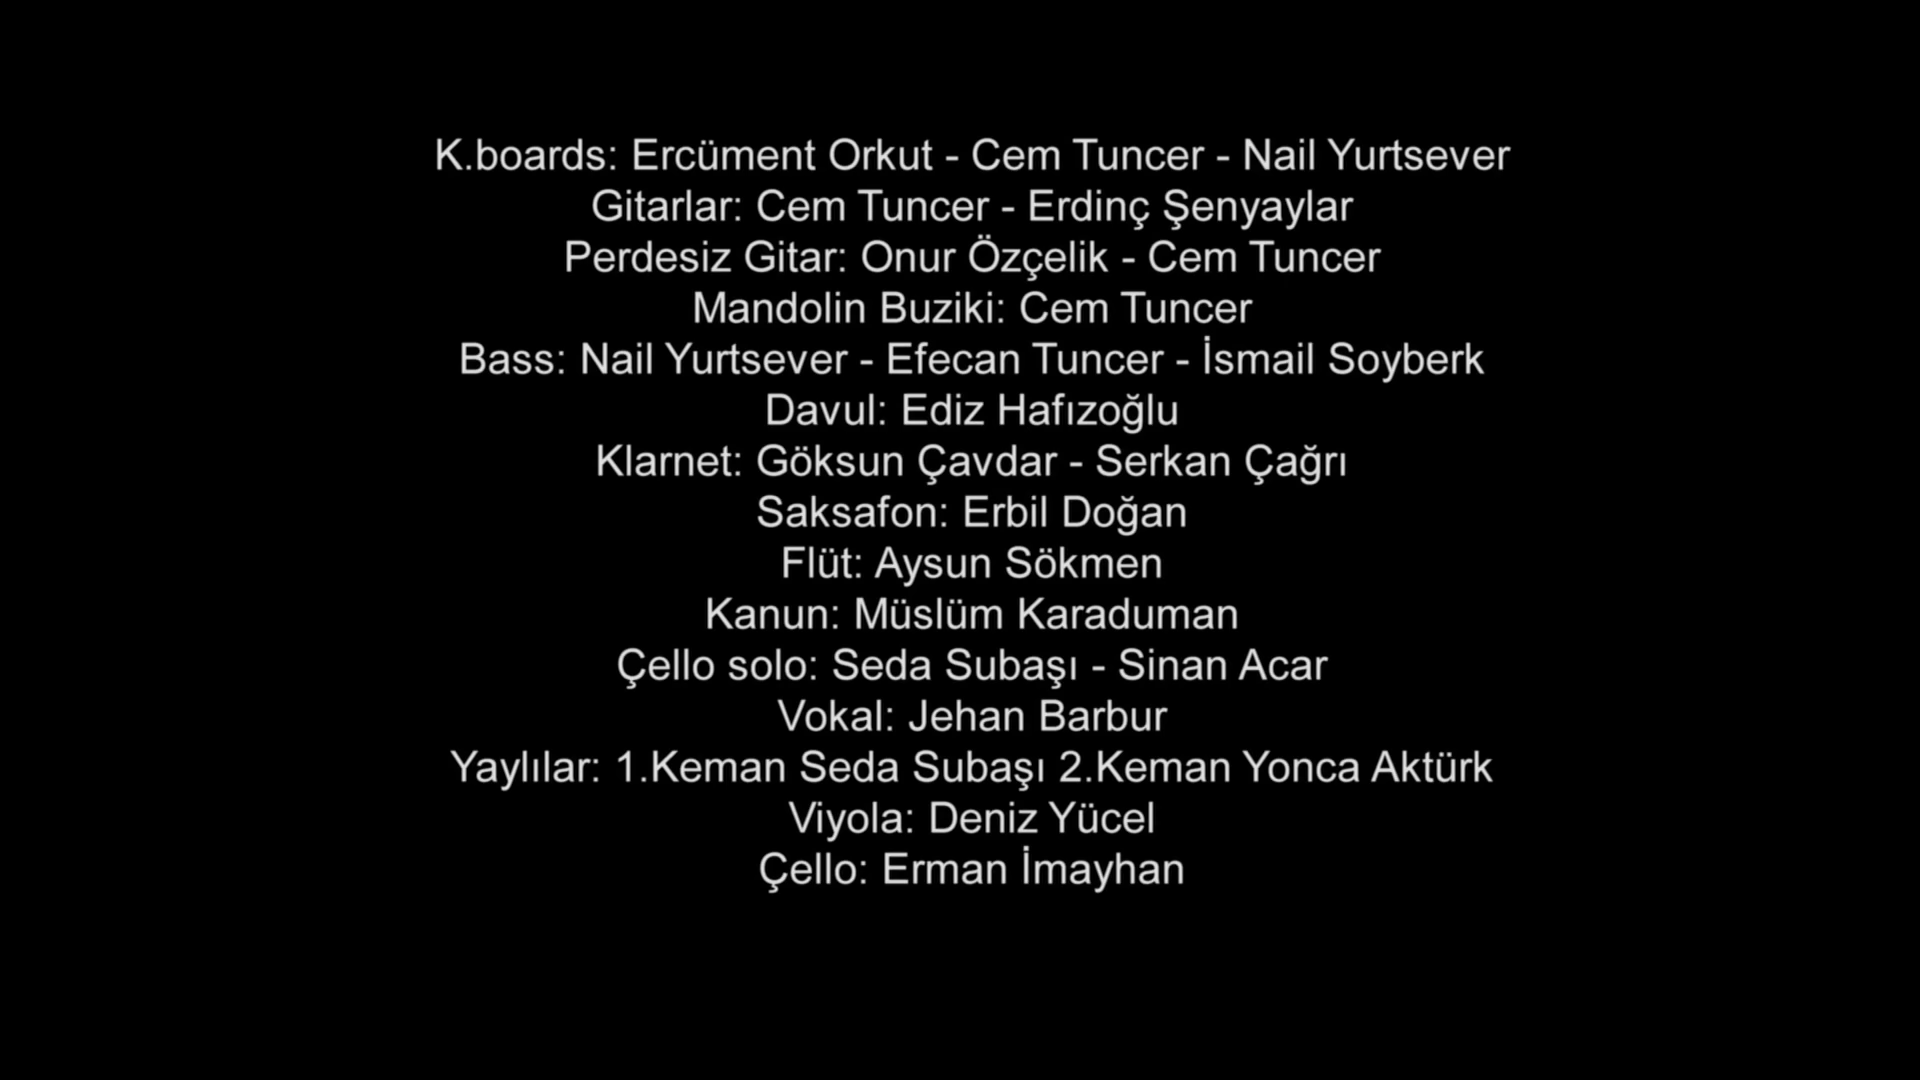 K.boards: Ercüment Orkut - Cem Tuncer - Nail Yurtsever
Gitarlar: Cem Tuncer - Erdinç Şenyaylar
Perdesiz Gitar: Onur Özçelik - Cem Tuncer
Mandolin Buziki: Cem Tuncer
Bass: Nail Yurtsever - Efecan Tuncer - İsmail Soyberk
Davul: Ediz Hafızoğlu
Klarnet: Göksun Çavdar - Serkan Çağrı
Saksafon: Erbil Doğan
Flüt: Aysun Sökmen
Kanun: Müslüm Karaduman
Çello solo: Seda Subaşı - Sinan Acar
Vokal: Jehan Barbur
Yaylılar: 1.Keman Seda Subaşı 2.Keman Yonca Aktürk
Viyola: Deniz Yücel
Çello: Erman İmayhan